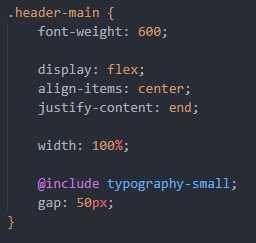 .header-main {
    font-weight: 600;

    display: flex;
    align-items: center;
    justify-content: end;

    width: 100%;

    @include typography-small;
    gap: 50px;
}